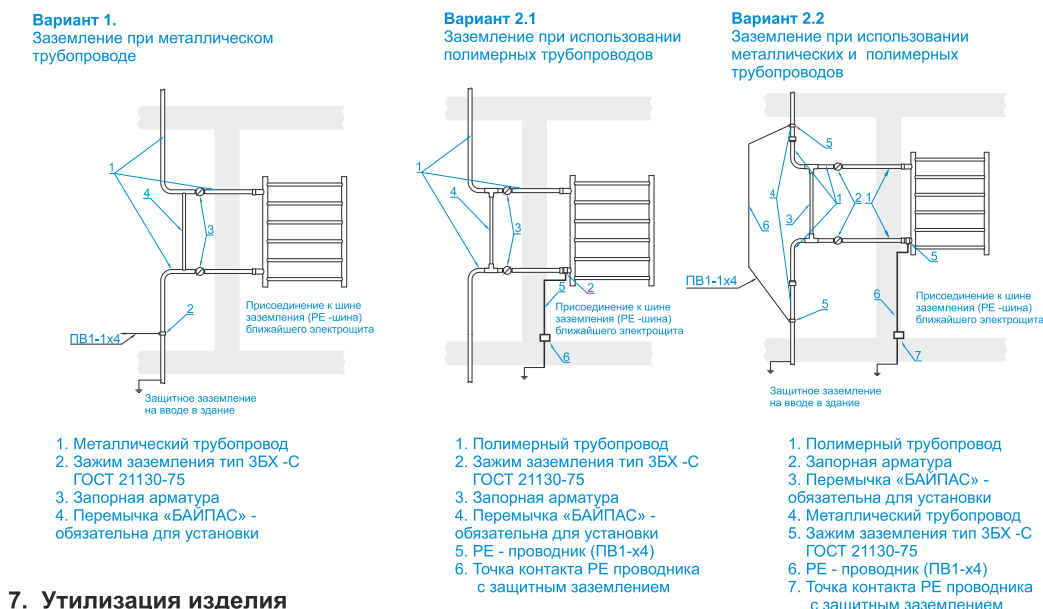 Вариант 1.
Заземление при металлическом
трубопроводе
1
4
3
2
ПВ1-1х4
Присоединение к шине
заземления (РЕ -шина)
ближайшего электрощита
Защитное заземление
на вводе в здание
1. Металлический трубопровод
2. Зажим заземления тип ЗБХ -С
ГОСТ 21130-75
3. Запорная арматура
4. Перемычка «БАЙПАС» -
обязательна для установки
Вариант 2.1
Заземление при использовании
полимерных трубопроводов
1
4
3
5
2
Присоединение к шине
заземления (РЕ -шина)
ближайшего электрощита
6
1. Полимерный трубопровод
2. Зажим заземления тип ЗБХ -С
ГОСТ 21130-75
3. Запорная арматура
4. Перемычка «БАЙПАС» -
обязательна для установки
5. РЕ - проводник (ПВ1-х4)
6. Точка контакта РЕ проводника
с защитным заземлением
Вариант 2.2
Заземление при использовании
металлических и полимерных
трубопроводов
5
4
1
2
1
6
3
5
ПВ1-1х4
5
6
Присоединение к шине
заземления (РЕ -шина)
ближайшего электрощита
7
Защитное заземление
на вводе в здание
1. Полимерный трубопровод
2. Запорная арматура
3. Перемычка «БАЙПАС» -
обязательна для установки
4. Металлический трубопровод
5. Зажим заземления тип ЗБХ -С
ГОСТ 21130-75
6. РЕ - проводник (ПВ1-х4)
7. Точка контакта РЕ проводника
с защитным заземлением
7. Утилизация изделия